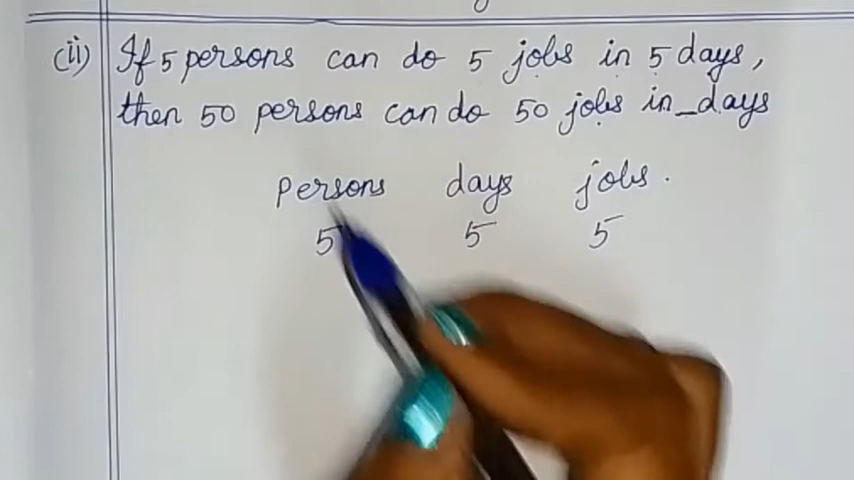 (ii) If 5 persons can do 5 jobs in 5 days,
then 50 persons can do 50 jobs in _ days
persons days jobs.
5 5 5